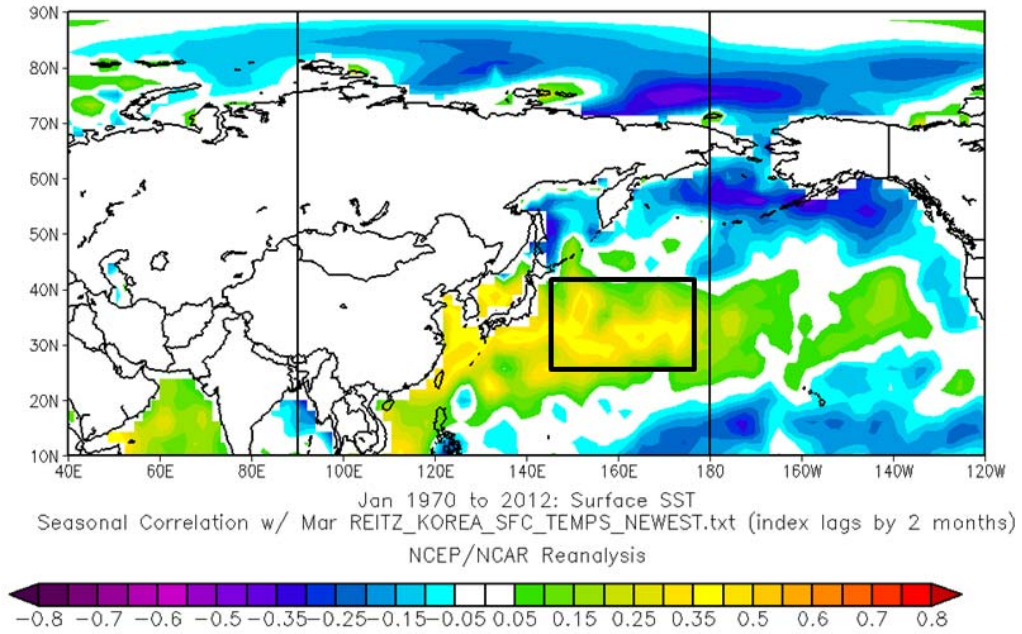 90N
80N
70N
60N
50N
40N
30N
20N
10N
40E 60E 80E 100E 120E 140E 160E 180 160W 140W 120W
Jan 1970 to 2012: Surface SST
Seasonal Correlation w/ Mar REITZ_KOREA_SFC_TEMPS_NEWEST.txt (index lags by 2 months)
NCEP/NCAR Reanalysis
-0.8 -0.7 -0.6 -0.5 -0.35 -0.25 -0.15 -0.05 0.05 0.15 0.25 0.35 0.5 0.6 0.7 0.8